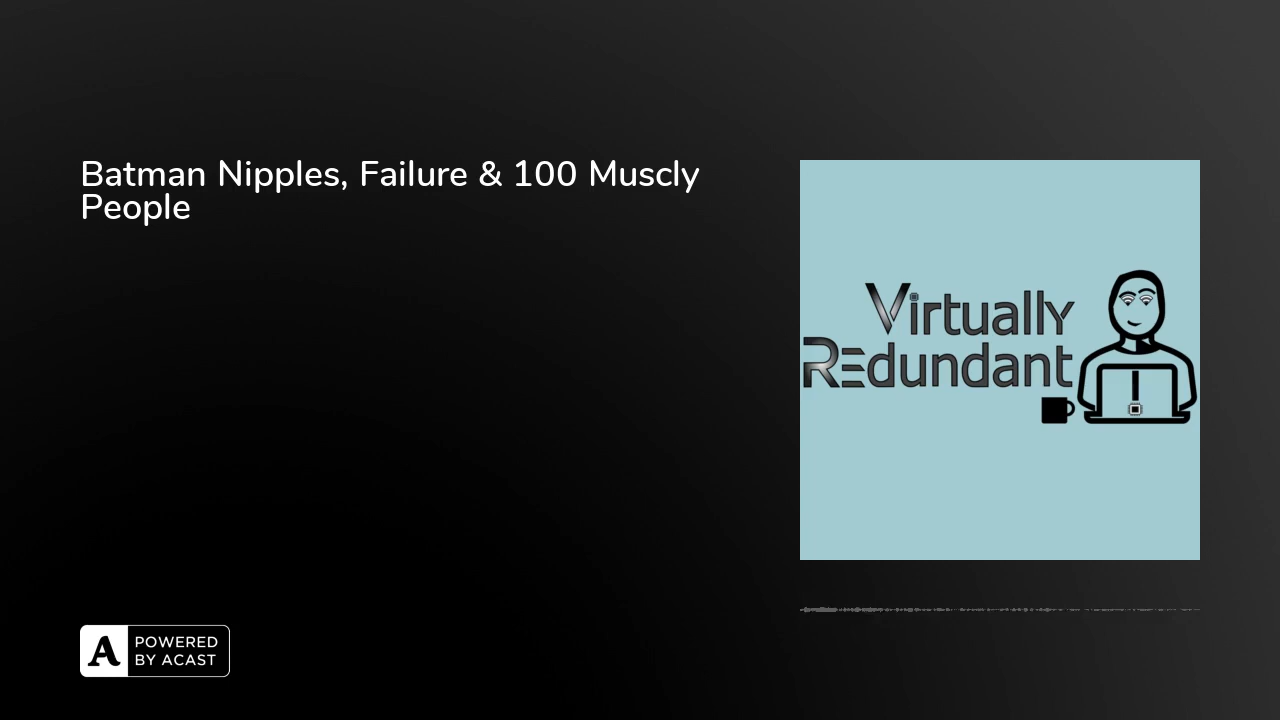 Batman Nipples, Failure & 100 Muscly
People
Virtually
Redundant
A POWERED
BY ACAST